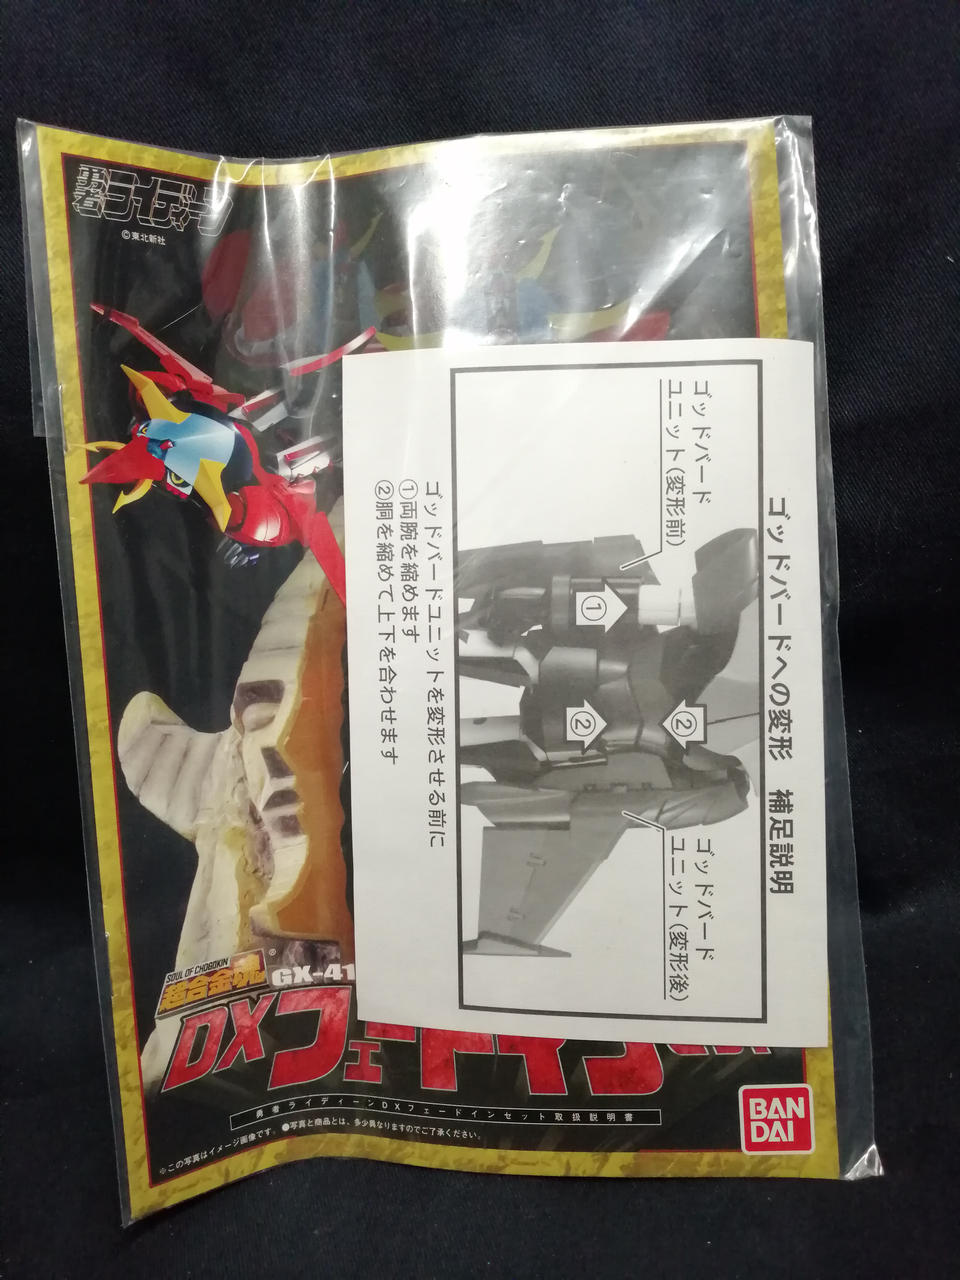 勇者ライディーン
©東北新社
ゴッドバードへの変形 補足説明
ゴッドバード
ユニット(変形前)
ゴッドバード
ユニット(変形後)
①
②
②
ゴッドバードユニットを変形させる前に
①両腕を縮めます
②胴を縮めて上下を合わせます
SOUL OF CHOGOKIN
超合金魂
® GX-41
DXフェードイン
勇者ライディーンDXフェードインセット取扱説明書
※この写真はイメージ画像です。 ●写真と商品とは、多少異なりますのでご了承ください。
BAN
DAI